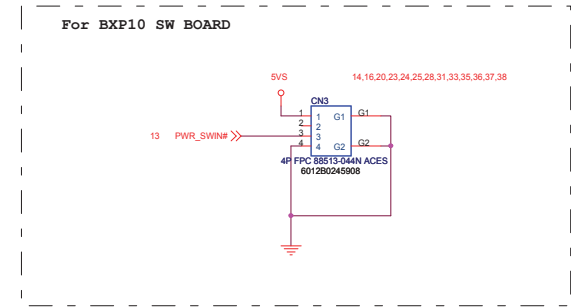 For BXP10 SW BOARD
5VS 14,16,20,23,24,25,28,31,33,35,36,37,38
CN3
1 1 G1 G1
2 2
13 PWR_SWIN# 3 3
4 4 G2 G2
4P FPC 88513-044N ACES
6012B0245908